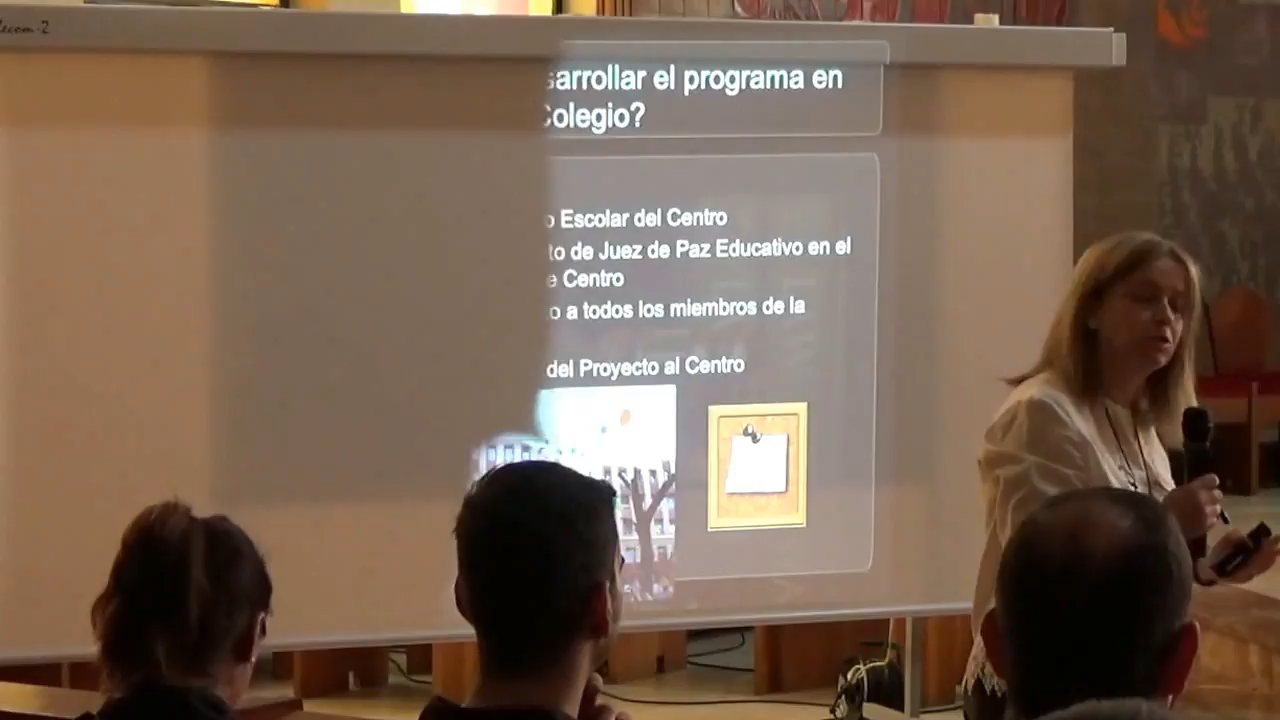 sarrollar el programa en
Colegio?
o Escolar del Centro
to de Juez de Paz Educativo en el
e Centro
o a todos los miembros de la
del Proyecto al Centro